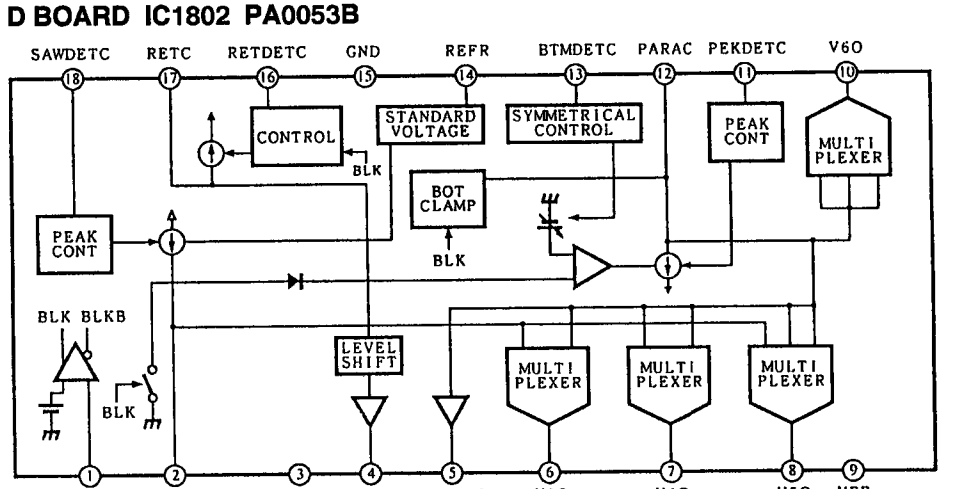 D BOARD IC1802 PA0053B
SAWDETC RETC RETDETC GND REFR BTMDETC PARAC PEKDETC V6O
18 17 16 15 14 13 12 11 10
CONTROL
BLK
STANDARD
VOLTAGE
SYMMETRICAL
CONTROL
PEAK
CONT
MULTI
PLEXER
BOT
CLAMP
BLK
PEAK
CONT
BLK BLKB
BLK
LEVEL
SHIFT
MULTI
PLEXER
MULTI
PLEXER
MULTI
PLEXER
1 2 3 4 5 6 7 8 9